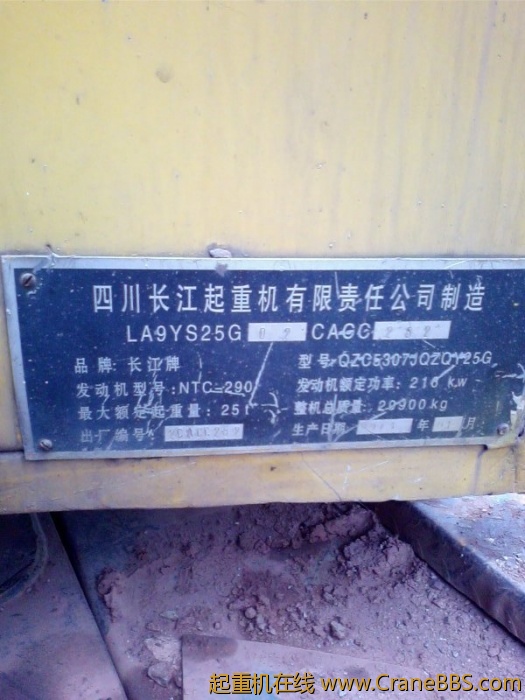 四川长江起重机有限责任公司制造
LA9YS25G CACC
品牌:长江牌 型号:QZC5307JQZQY25G
发动机型号:NTC-290 发动机额定功率:216 kw
最大额定起重量:25t 整机总质量:29900kg
出厂编号: 生产日期 年 月
起重机在线 www.CraneBBS.com